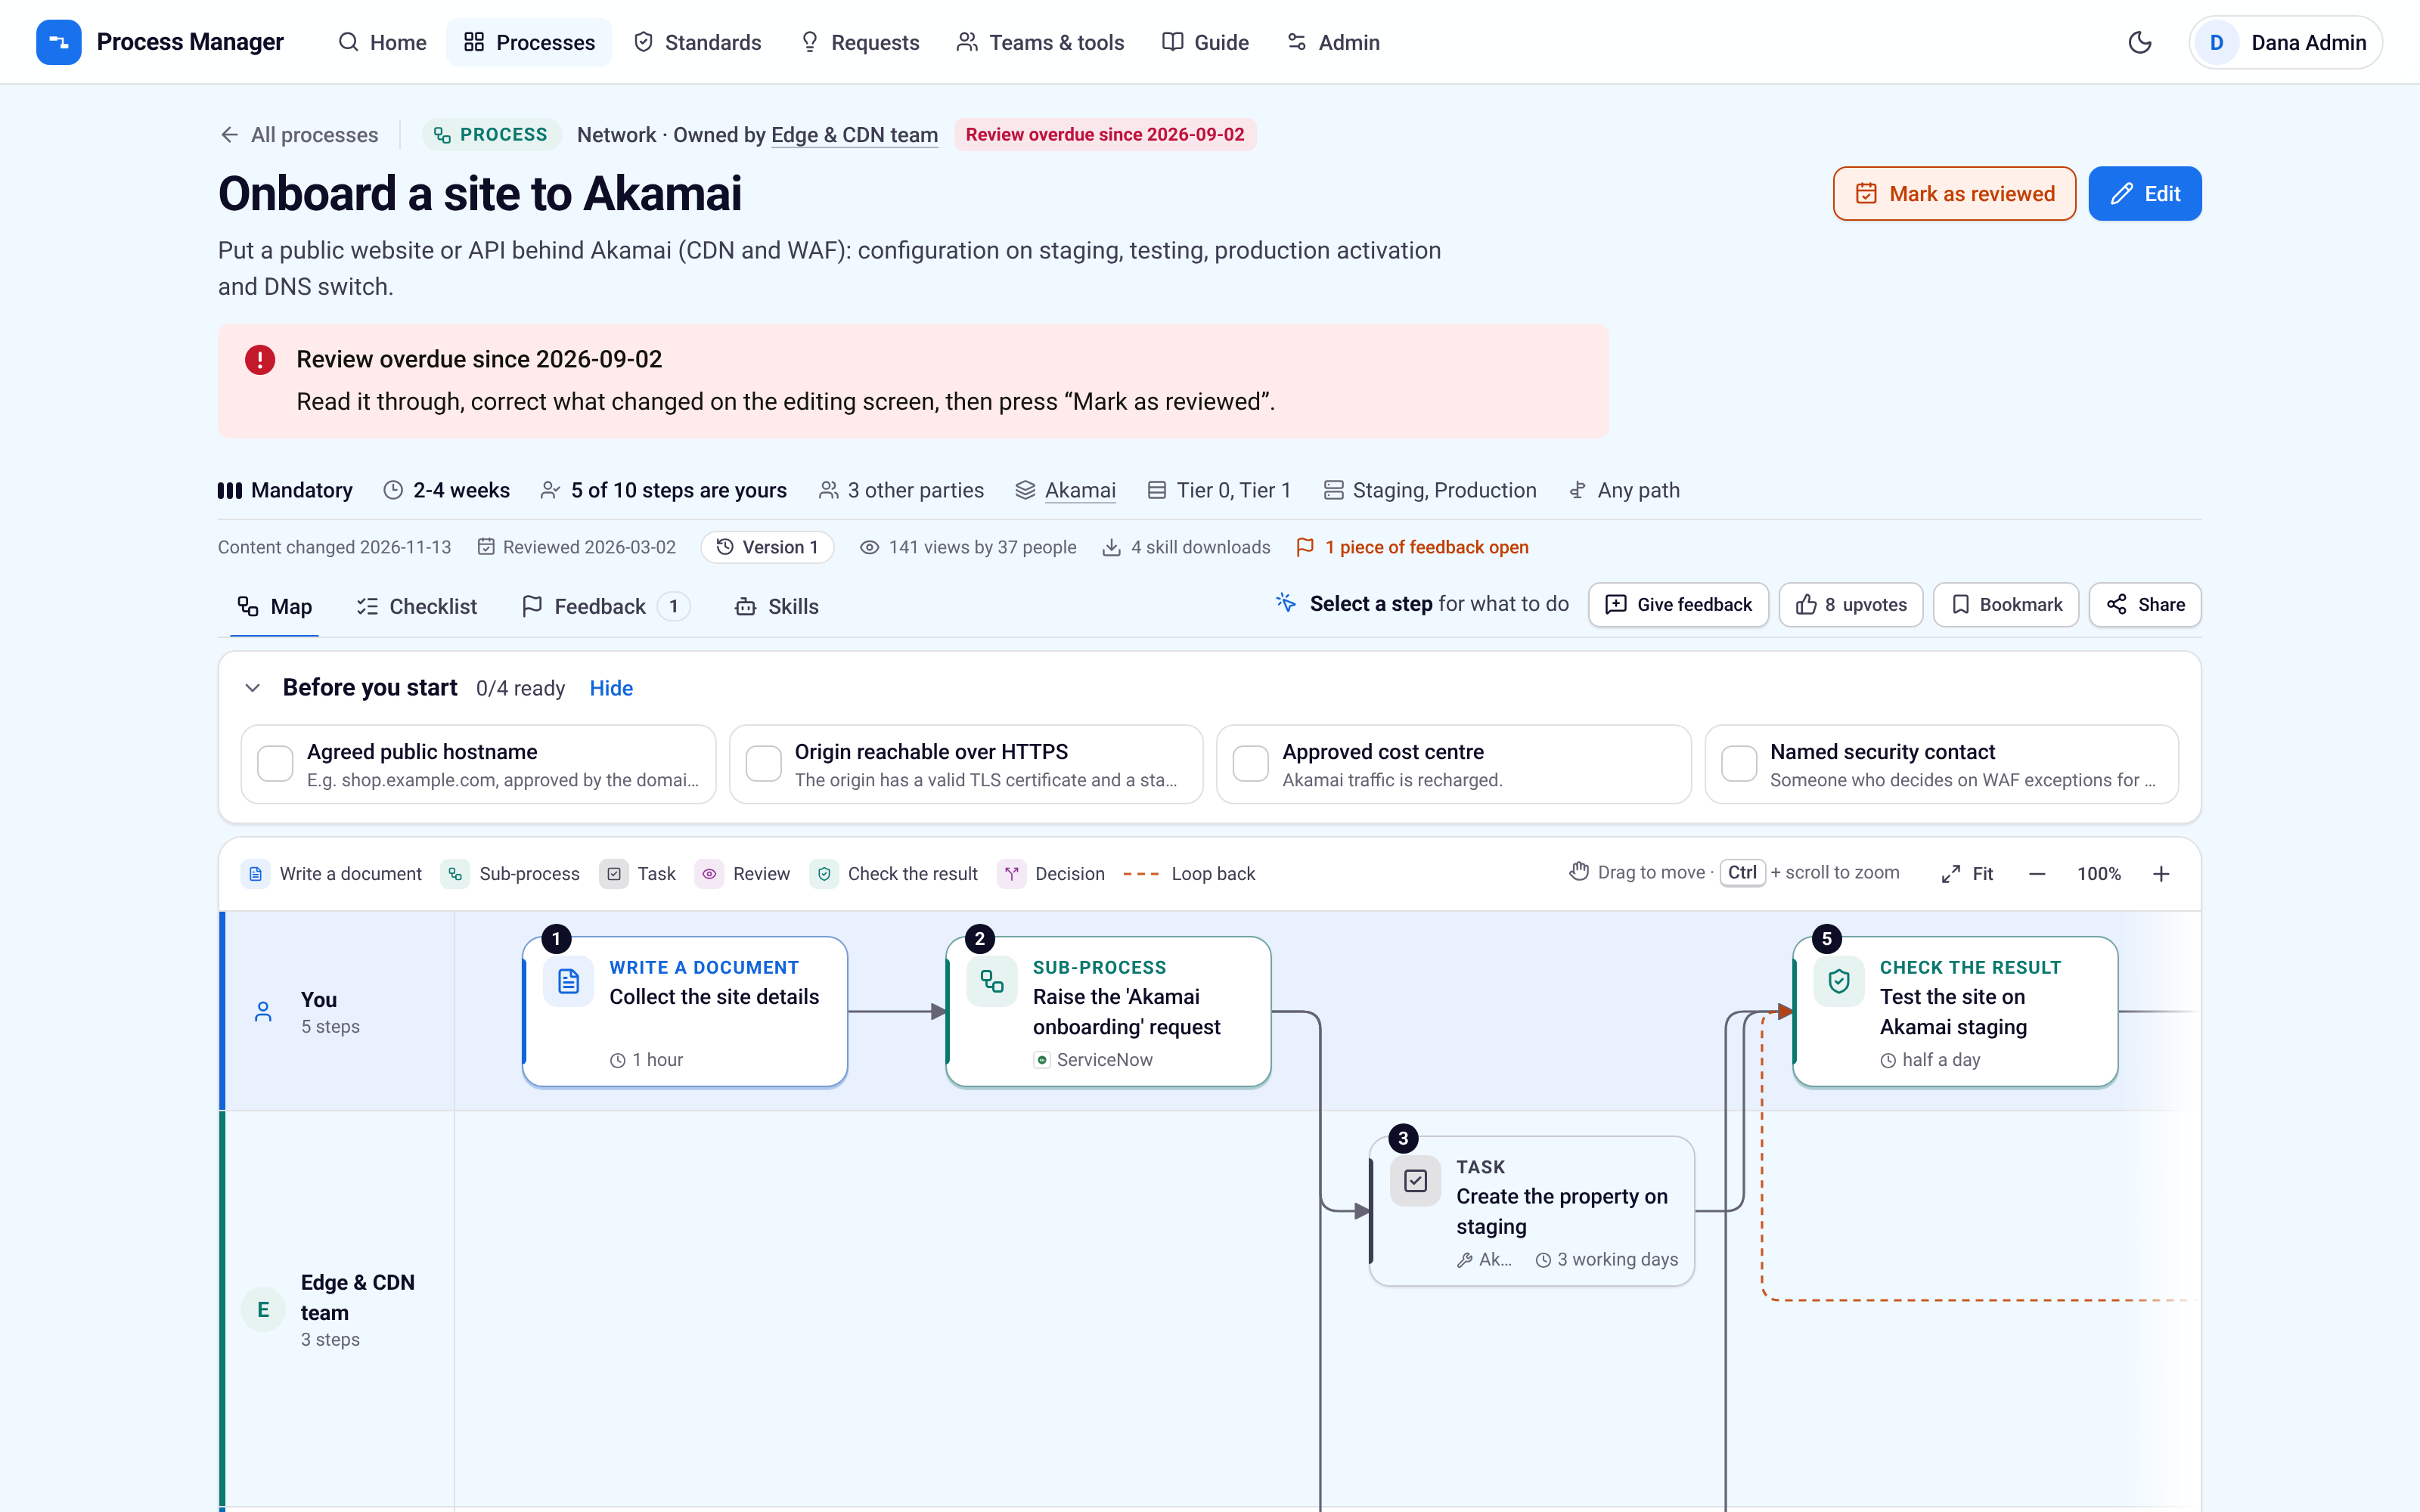 Process Manager
Home
Processes
Standards
Requests
Teams & tools
Guide
Admin
D
Dana Admin
All processes
PROCESS
Network · Owned by Edge & CDN team
Review overdue since 2026-09-02
Onboard a site to Akamai
Mark as reviewed
Edit
Put a public website or API behind Akamai (CDN and WAF): configuration on staging, testing, production activation
and DNS switch.
Review overdue since 2026-09-02
Read it through, correct what changed on the editing screen, then press “Mark as reviewed”.
Mandatory
2-4 weeks
5 of 10 steps are yours
3 other parties
Akamai
Tier 0, Tier 1
Staging, Production
Any path
Content changed 2026-11-13
Reviewed 2026-03-02
Version 1
141 views by 37 people
4 skill downloads
1 piece of feedback open
Map
Checklist
Feedback 1
Skills
Select a step for what to do
Give feedback
8 upvotes
Bookmark
Share
Before you start
0/4 ready
Hide
Agreed public hostname
E.g. shop.example.com, approved by the domai...
Origin reachable over HTTPS
The origin has a valid TLS certificate and a sta...
Approved cost centre
Akamai traffic is recharged.
Named security contact
Someone who decides on WAF exceptions for ...
Write a document
Sub-process
Task
Review
Check the result
Decision
Loop back
Drag to move · Ctrl + scroll to zoom
Fit
100%
You
5 steps
1
WRITE A DOCUMENT
Collect the site details
1 hour
2
SUB-PROCESS
Raise the 'Akamai
onboarding' request
ServiceNow
5
CHECK THE RESULT
Test the site on
Akamai staging
half a day
E
Edge & CDN
team
3 steps
3
TASK
Create the property on
staging
Ak...
3 working days